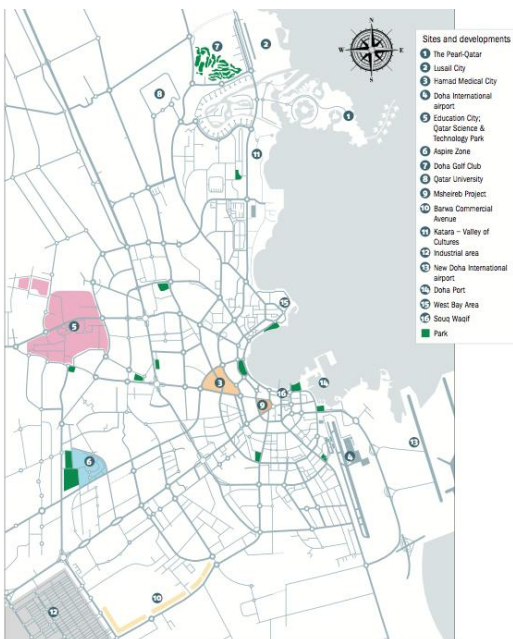 N
W
E
S
Sites and developments
1 The Pearl-Qatar
2 Lusail City
3 Hamad Medical City
4 Doha International
airport
5 Education City;
Qatar Science &
Technology Park
6 Aspire Zone
7 Doha Golf Club
8 Qatar University
9 Msheireb Project
10 Barwa Commercial
Avenue
11 Katara – Valley of
Cultures
12 Industrial area
13 New Doha International
airport
14 Doha Port
15 West Bay Area
16 Souq Waqif
Park
7
2
8
1
11
15
5
3
16
14
9
6
4
13
10
12